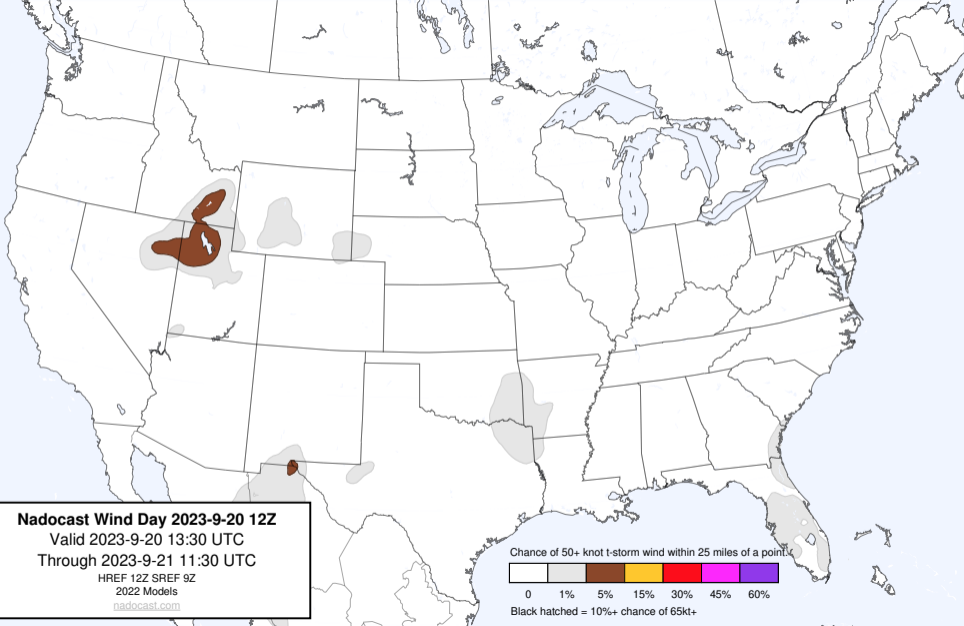 Nadocast Wind Day 2023-9-20 12Z
Valid 2023-9-20 13:30 UTC
Through 2023-9-21 11:30 UTC
HREF 12Z SREF 9Z
2022 Models
nadocast.com
Chance of 50+ knot t-storm wind within 25 miles of a point.
0 1% 5% 15% 30% 45% 60%
Black hatched = 10%+ chance of 65kt+